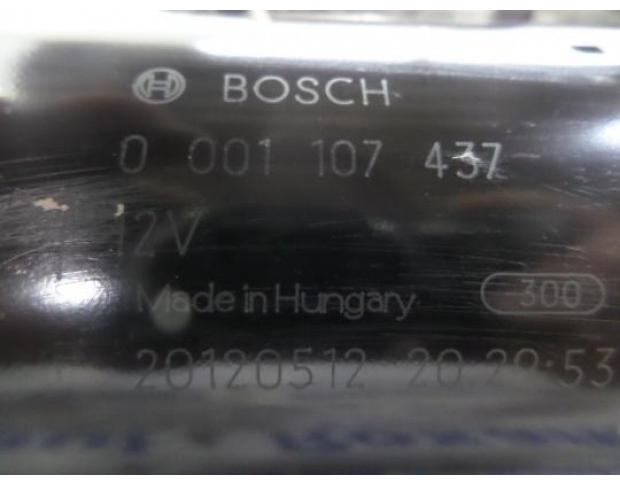 BOSCH
0 001 107 437
12V
Made in Hungary 300
20120512 20:29:53